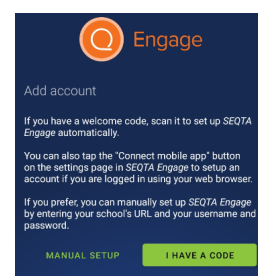 Engage
Add account
If you have a welcome code, scan it to set up SEQTA
Engage automatically.
You can also tap the "Connect mobile app" button
on the settings page in SEQTA Engage to setup an
account if you are logged in using your web browser.
If you prefer, you can manually set up SEQTA Engage
by entering your school's URL and your username and
password.
MANUAL SETUP
I HAVE A CODE